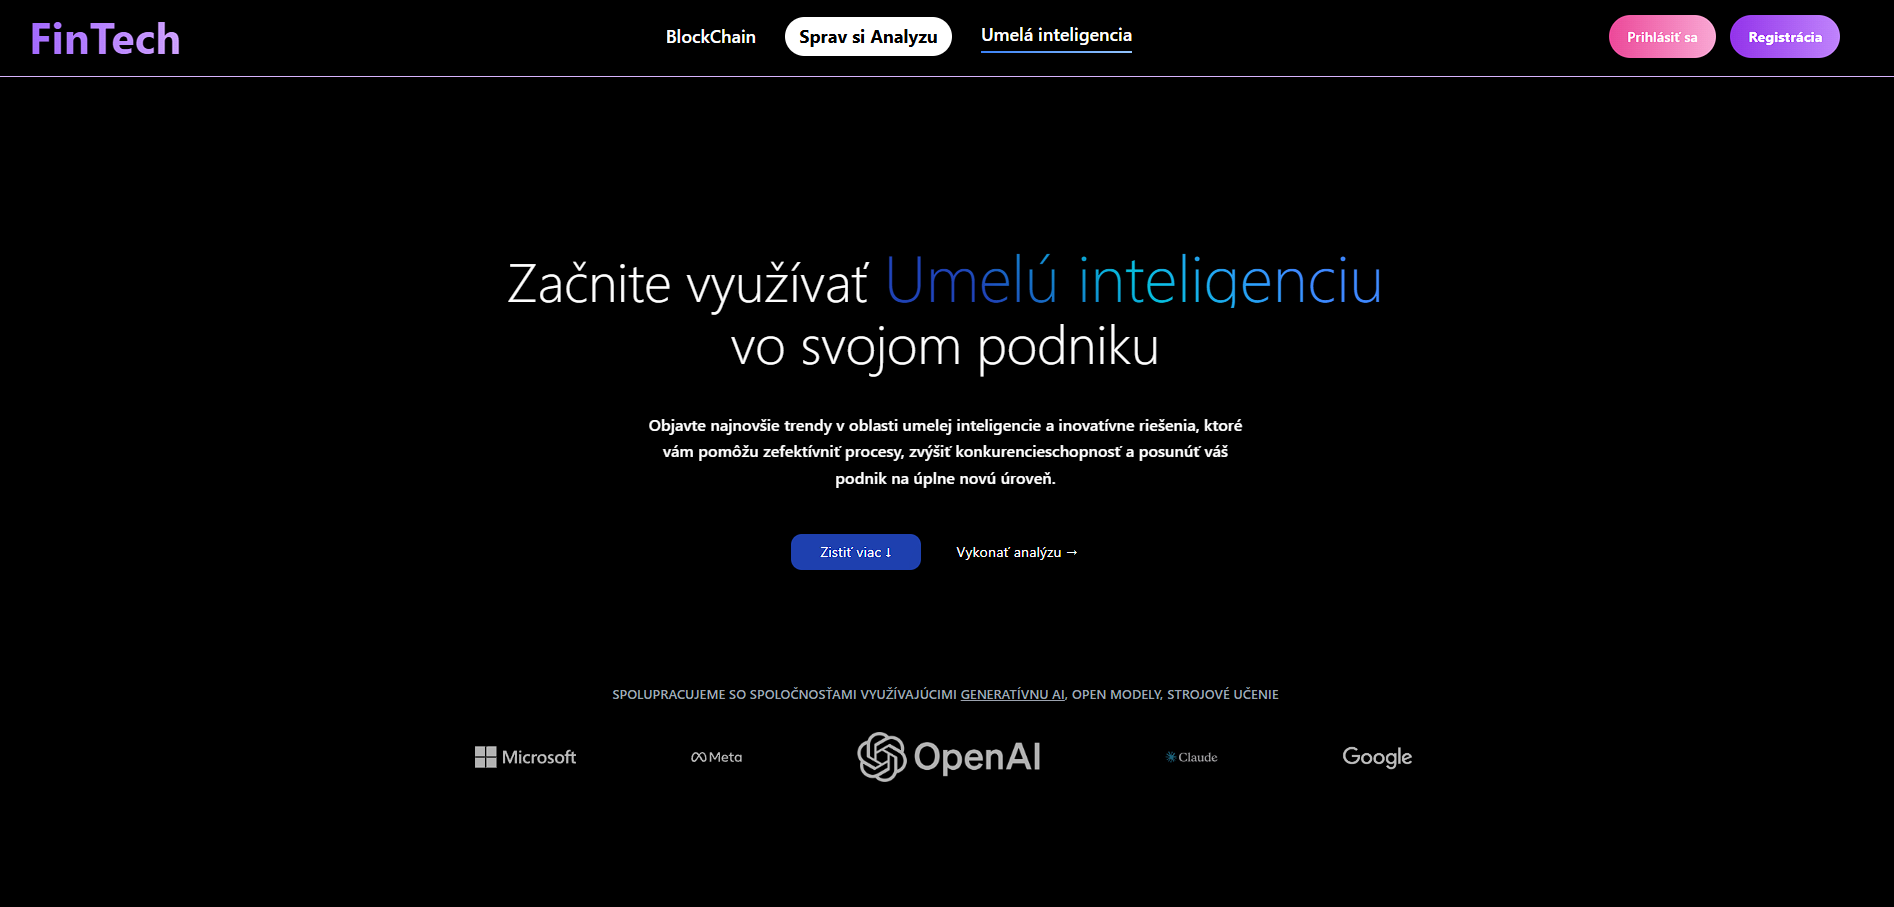 FinTech
BlockChain
Sprav si Analyzu
Umelá inteligencia
Prihlásiť sa
Registrácia
Začnite využívať Umelú inteligenciu
vo svojom podniku
Objavte najnovšie trendy v oblasti umelej inteligencie a inovatívne riešenia, ktoré
vám pomôžu zefektívniť procesy, zvýšiť konkurencieschopnosť a posunúť váš
podnik na úplne novú úroveň.
Zistiť viac ↓
Vykonať analýzu →
SPOLUPRACUJEME SO SPOLOČNOSŤAMI VYUŽÍVAJÚCIMI GENERATÍVNU AI, OPEN MODELY, STROJOVÉ UČENIE
Microsoft
Meta
OpenAI
Claude
Google